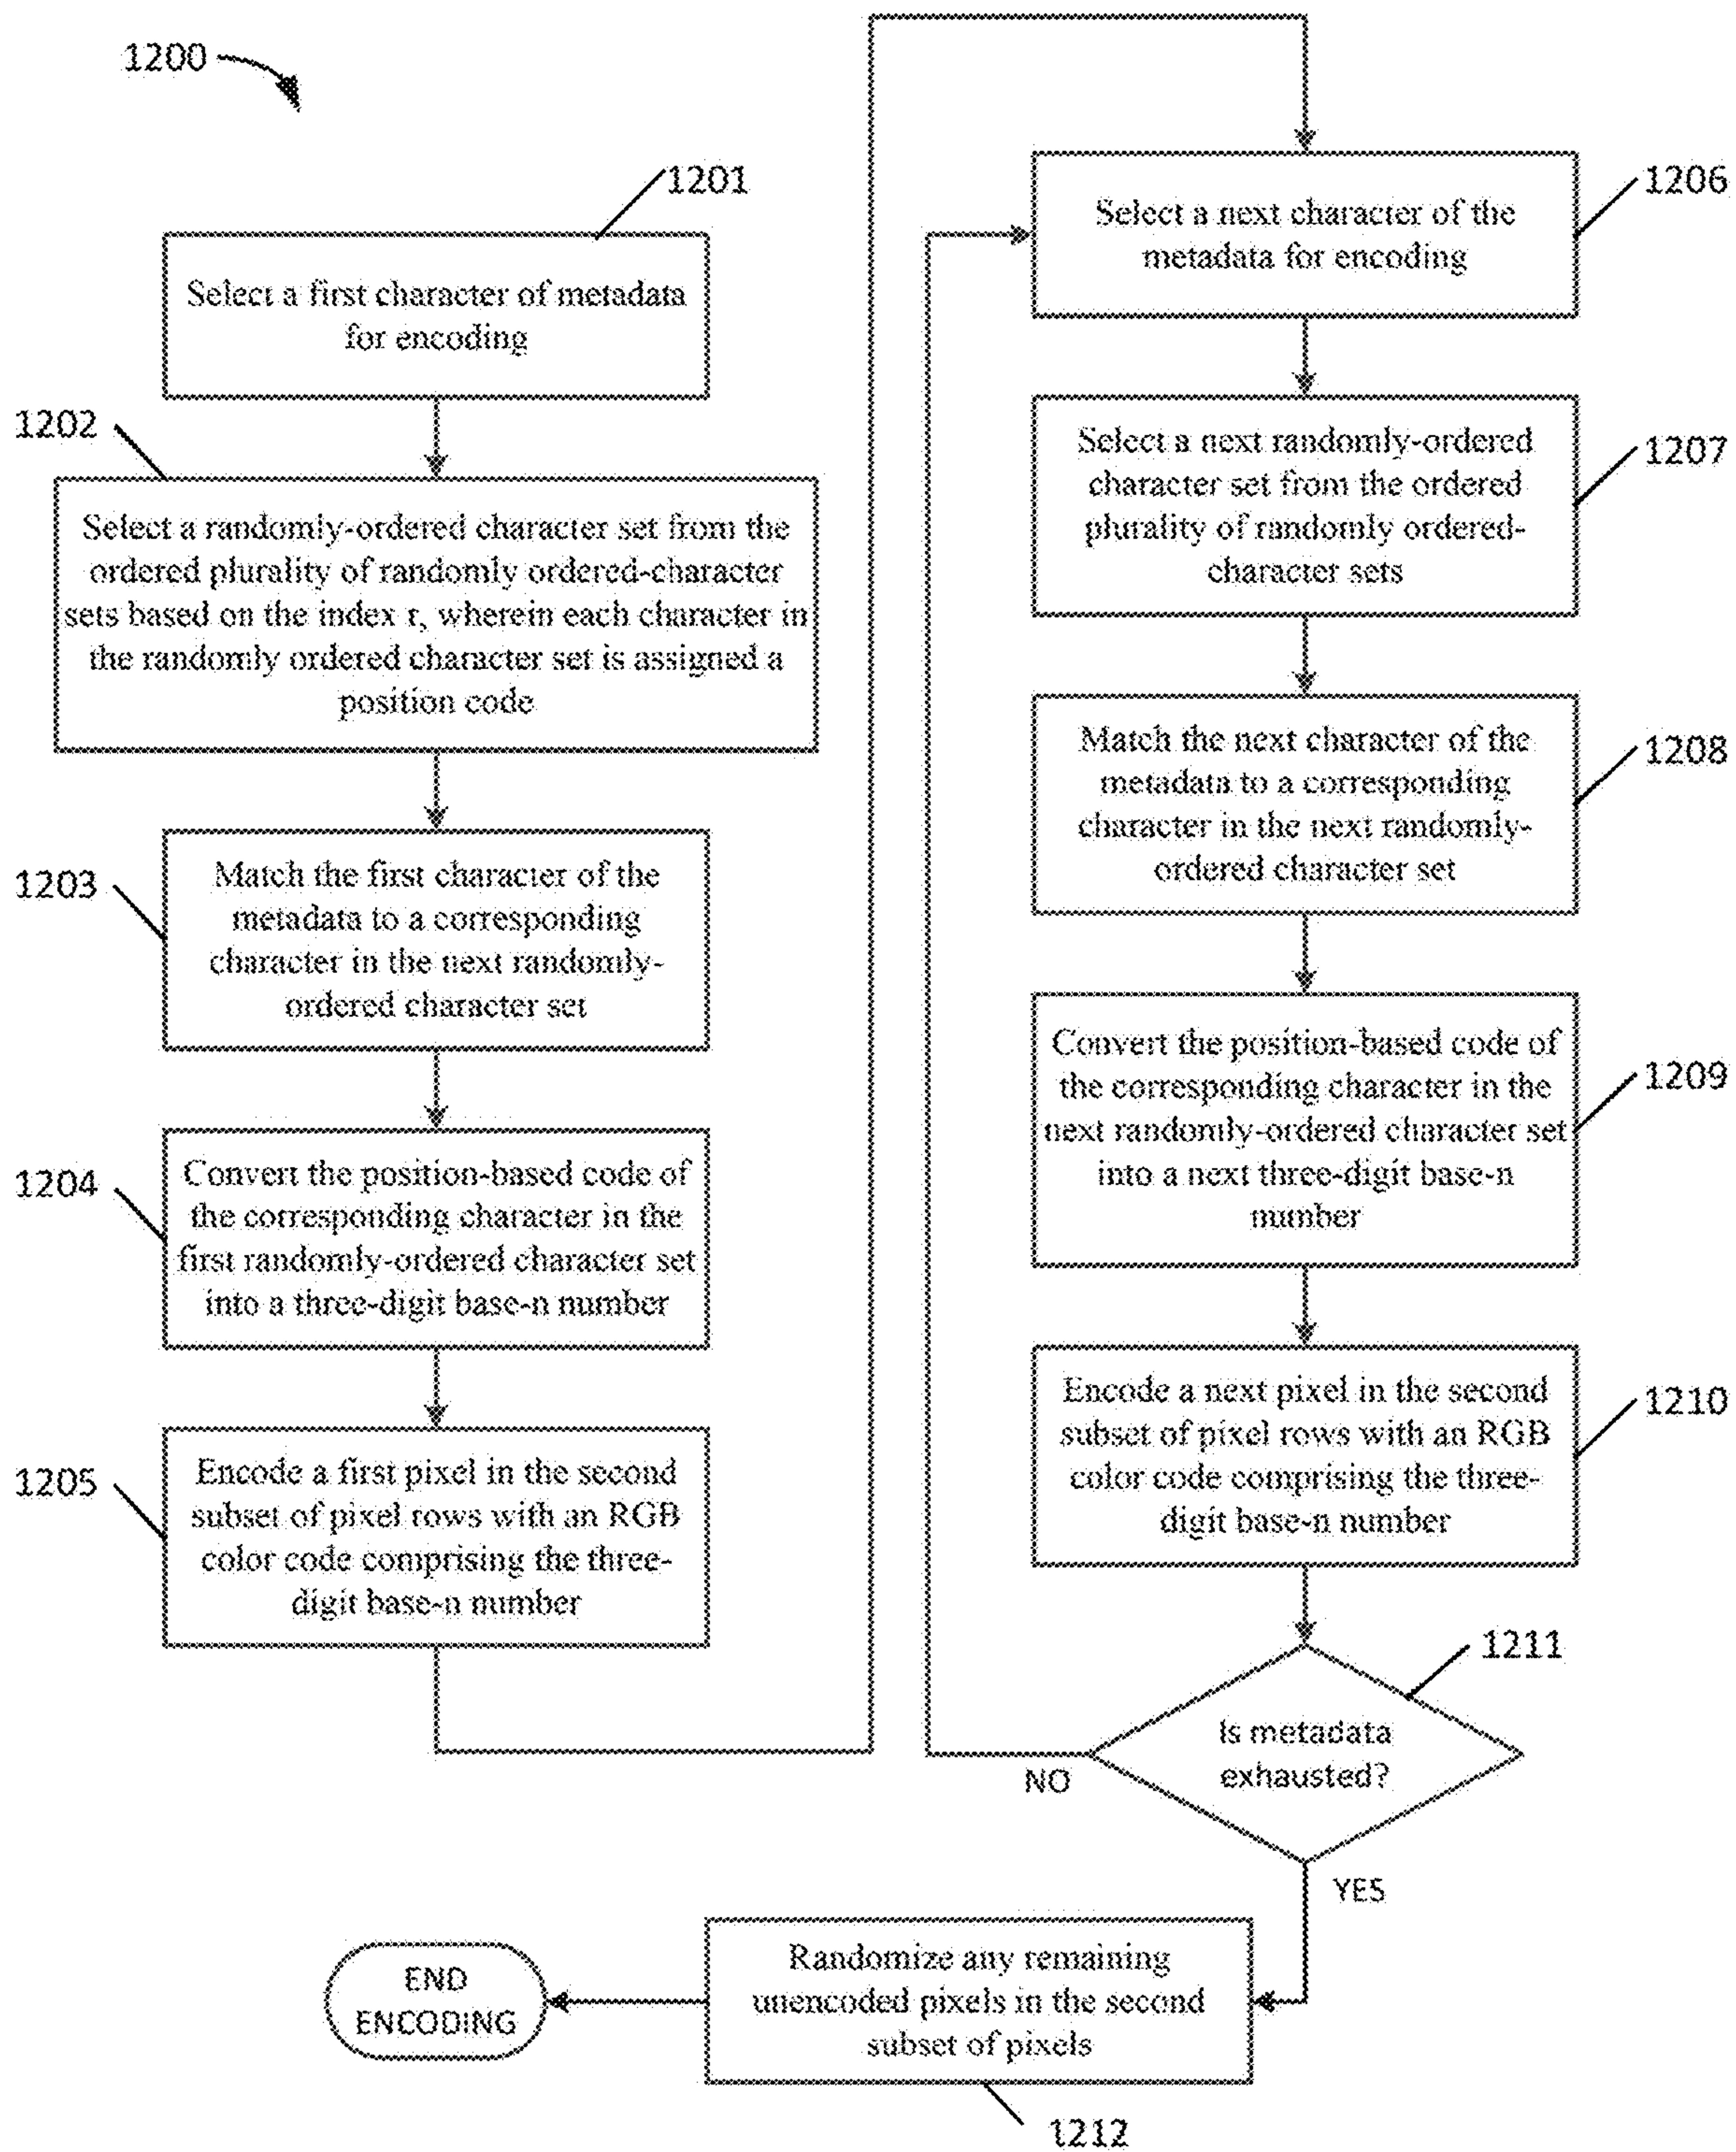 1200
1201
Select a first character of metadata
for encoding
1202
Select a randomly-ordered character set from the
ordered plurality of randomly ordered-character
sets based on the index r, wherein each character in
the randomly ordered character set is assigned a
position code
1203
Match the first character of the
metadata to a corresponding
character in the next randomly-
ordered character set
1204
Convert the position-based code of
the corresponding character in the
first randomly-ordered character set
into a three-digit base-n number
1205
Encode a first pixel in the second
subset of pixel rows with an RGB
color code comprising the three-
digit base-n number
1206
Select a next character of the
metadata for encoding
1207
Select a next randomly-ordered
character set from the ordered
plurality of randomly ordered-
character sets
1208
Match the next character of the
metadata to a corresponding
character in the next randomly-
ordered character set
1209
Convert the position-based code of
the corresponding character in the
next randomly-ordered character set
into a next three-digit base-n
number
1210
Encode a next pixel in the second
subset of pixel rows with an RGB
color code comprising the three-
digit base-n number
1211
Is metadata
exhausted?
NO
YES
Randomize any remaining
unencoded pixels in the second
subset of pixels
1212
END
ENCODING